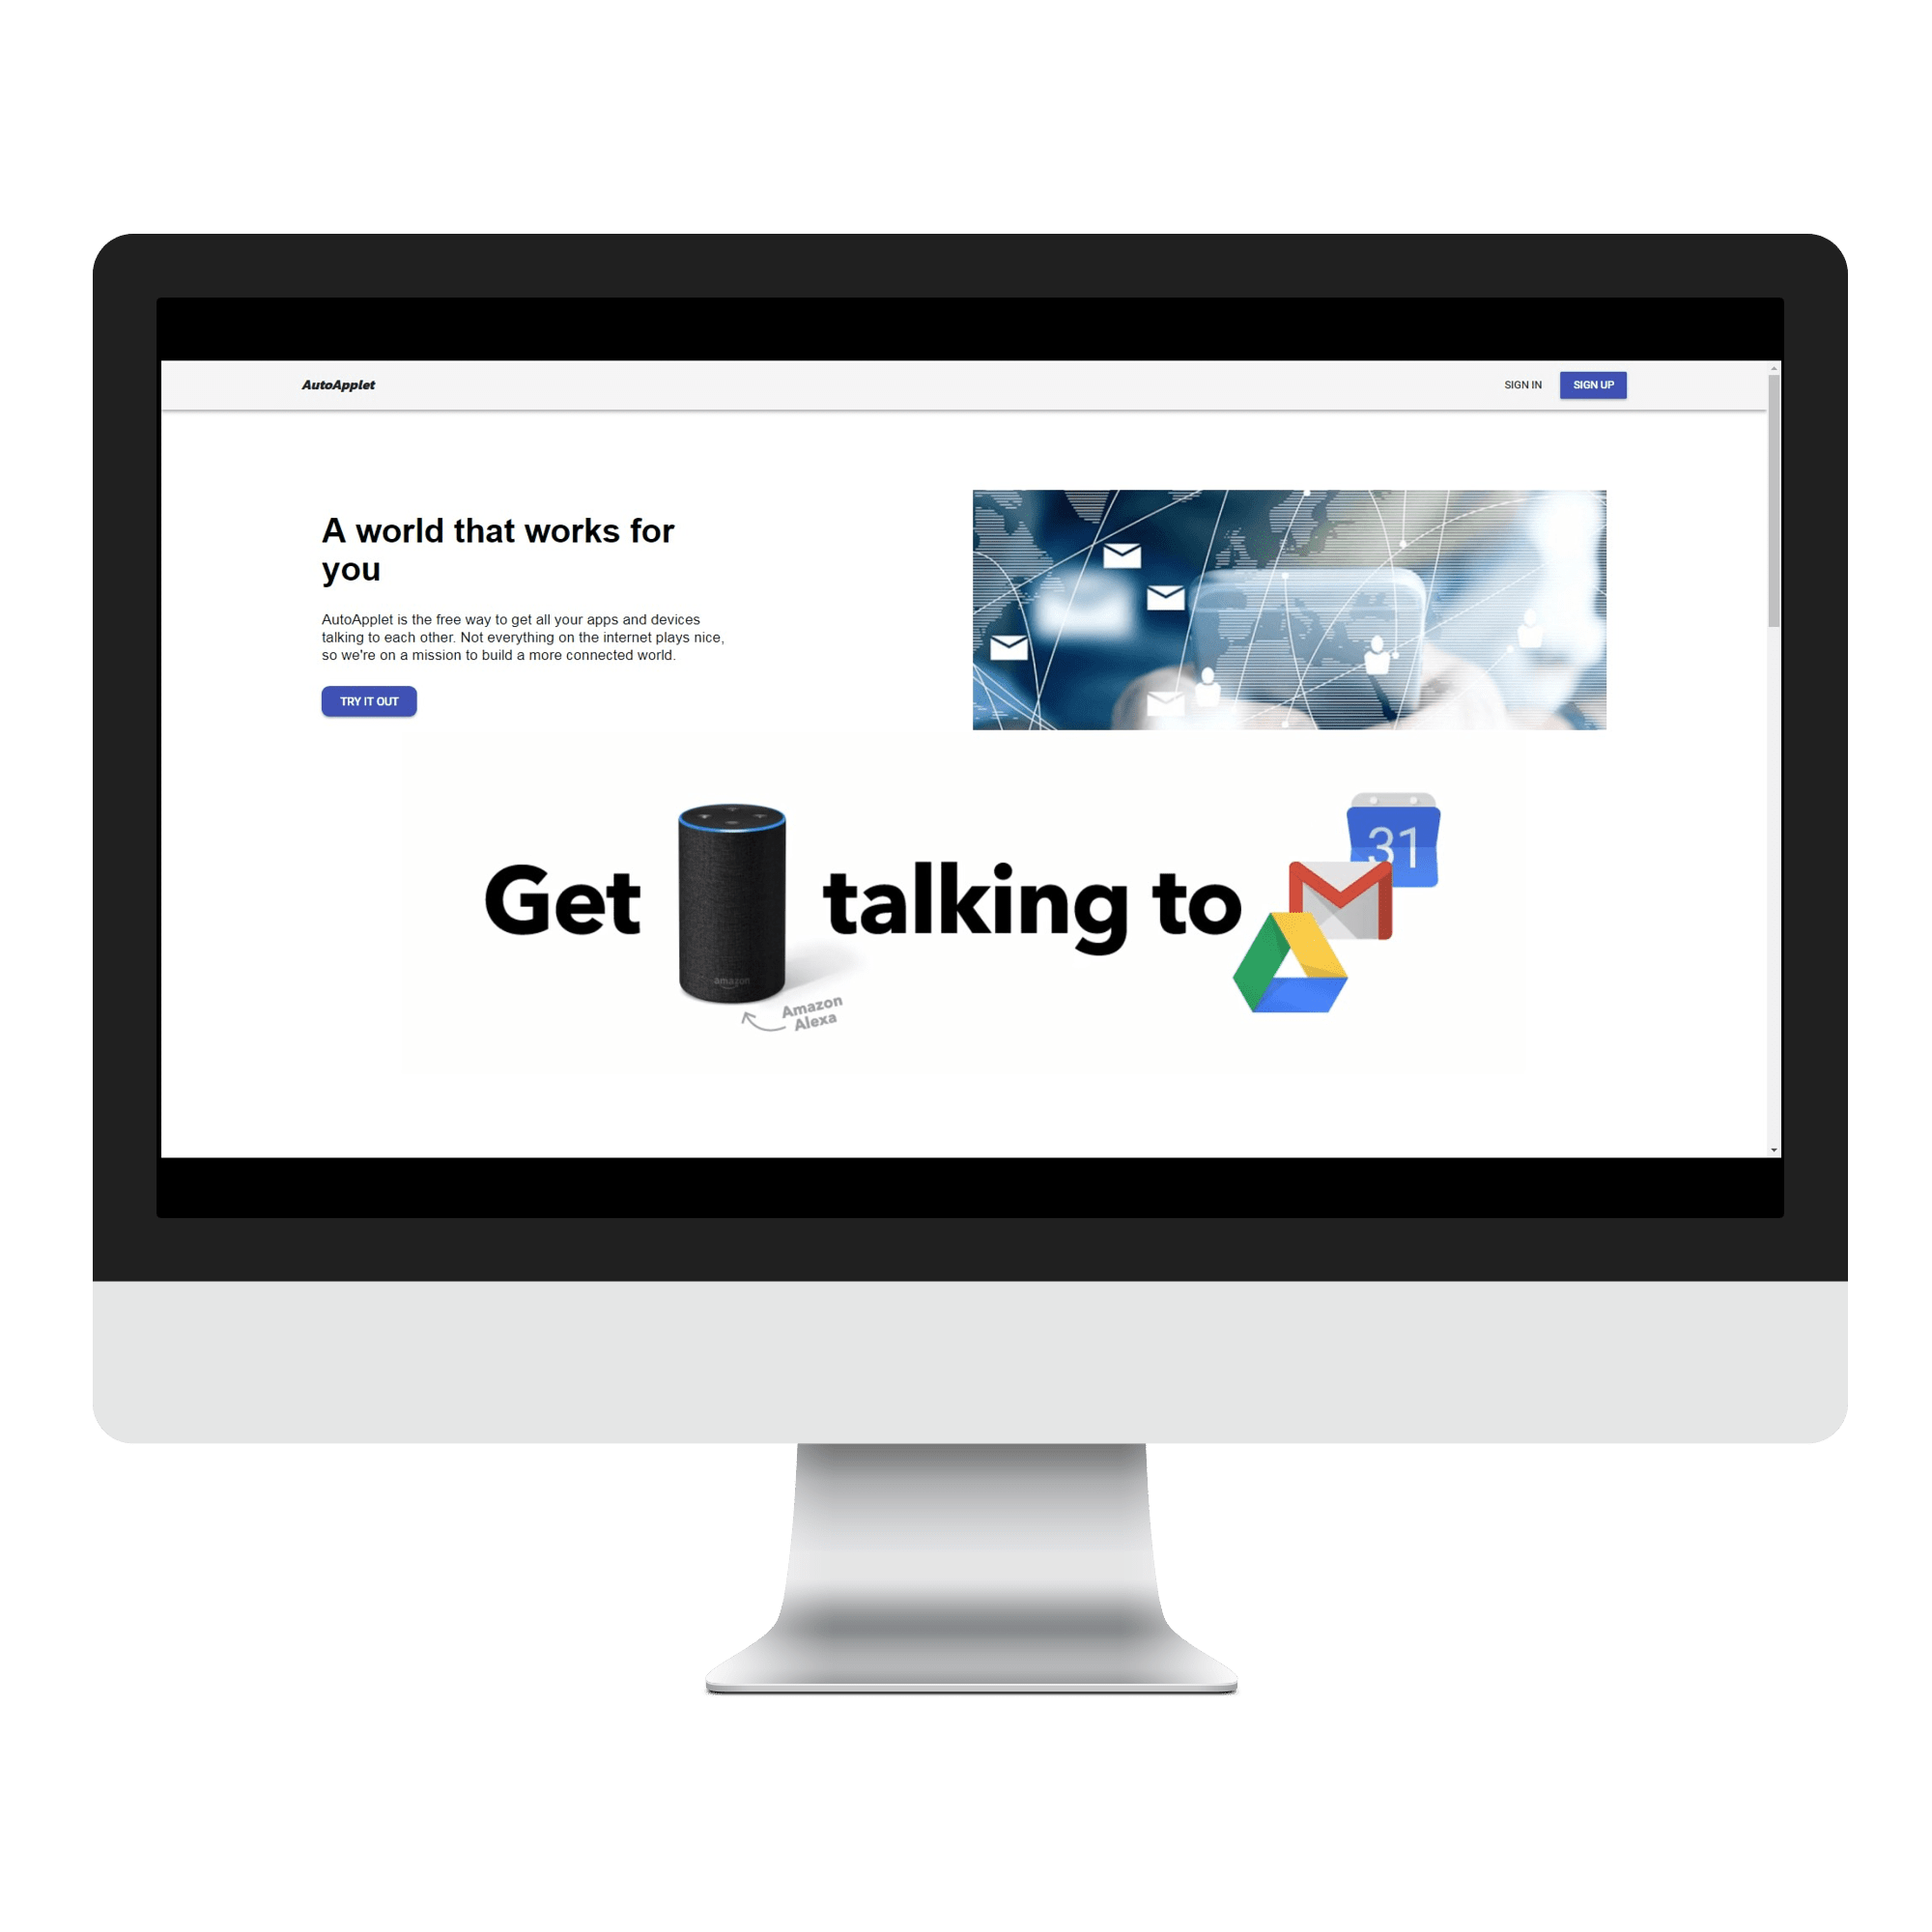 AutoApplet
SIGN IN
SIGN UP
A world that works for
you
AutoApplet is the free way to get all your apps and devices
talking to each other. Not everything on the internet plays nice,
so we're on a mission to build a more connected world.
TRY IT OUT
31
Get talking to
amazon
Amazon
Alexa